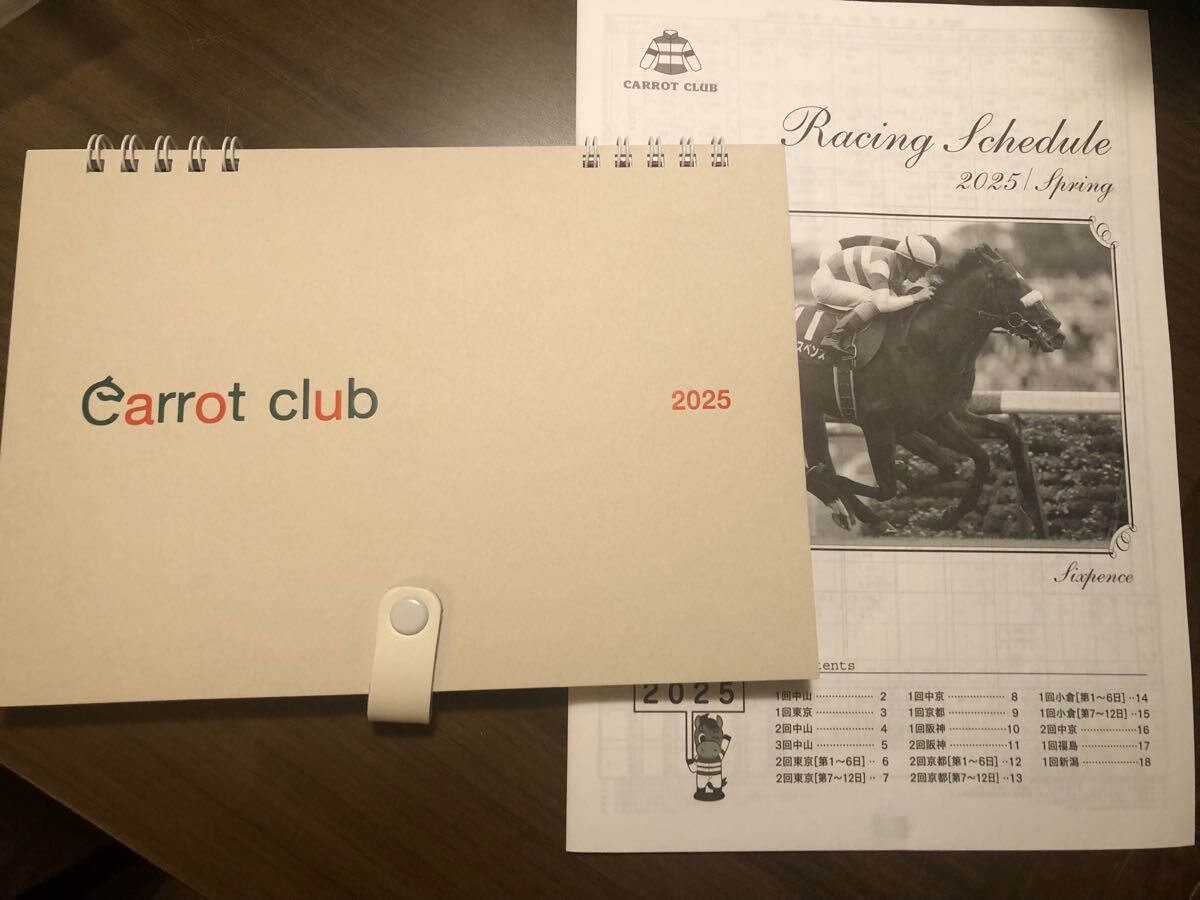 Carrot club
2025
CARROT CLUB
Racing Schedule
2025/Spring
1
スペンス
Sixpence
tents
2025
1回中山 2
1回東京 3
2回中山 4
3回中山 5
2回東京[第1〜6日] 6
2回東京[第7〜12日] 7
1回中京 8
1回京都 9
1回阪神 10
2回阪神 11
2回京都[第1〜6日] 12
2回京都[第7〜12日] 13
1回小倉[第1〜6日] 14
1回小倉[第7〜12日] 15
2回中京 16
1回福島 17
1回新潟 18